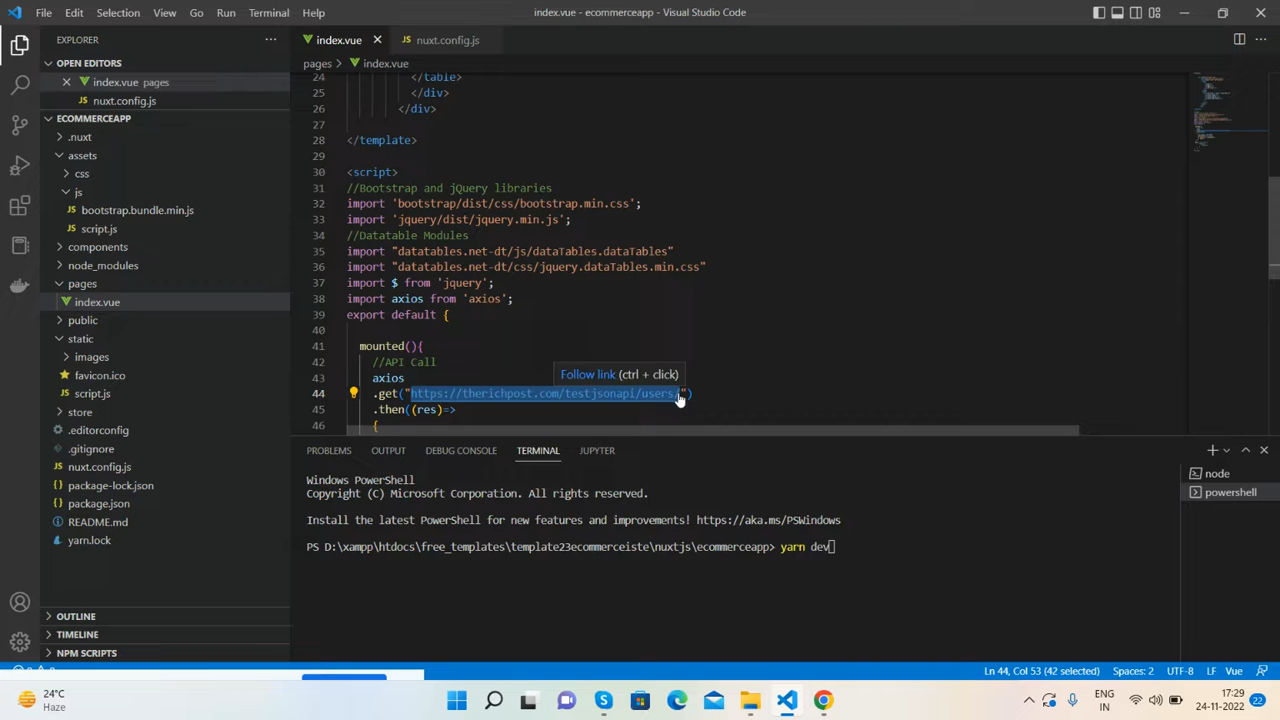 File Edit Selection View Go Run Terminal Help
index.vue - ecommerceapp - Visual Studio Code
EXPLORER
OPEN EDITORS
index.vue pages
nuxt.config.js
ECOMMERCEAPP
.nuxt
assets
css
js
bootstrap.bundle.min.js
script.js
components
node_modules
pages
index.vue
public
static
images
favicon.ico
script.js
store
.editorconfig
.gitignore
nuxt.config.js
package-lock.json
package.json
README.md
yarn.lock
OUTLINE
TIMELINE
NPM SCRIPTS
index.vue
nuxt.config.js
pages > index.vue
24 </table>
25 </div>
26 </div>
27
28 </template>
29
30 <script>
31 //Bootstrap and jQuery libraries
32 import 'bootstrap/dist/css/bootstrap.min.css';
33 import 'jquery/dist/jquery.min.js';
34 //Datatable Modules
35 import "datatables.net-dt/js/dataTables.dataTables"
36 import "datatables.net-dt/css/jquery.dataTables.min.css"
37 import $ from 'jquery';
38 import axios from 'axios';
39 export default {
40
41 mounted(){
42 //API Call
Follow link (ctrl + click)
43 axios
44 .get("https://therichpost.com/testjsonapi/users/")
45 .then((res)=>
46 {
PROBLEMS OUTPUT DEBUG CONSOLE TERMINAL JUPYTER
Windows PowerShell
Copyright (C) Microsoft Corporation. All rights reserved.
Install the latest PowerShell for new features and improvements! https://aka.ms/PSWindows
PS D:\xampp\htdocs\free_templates\template23ecommerceiste\nuxtjs\ecommerceapp> yarn dev
node
powershell
Ln 44, Col 53 (42 selected) Spaces: 2 UTF-8 LF Vue
24°C
Haze
ENG
IN
17:29
24-11-2022
22